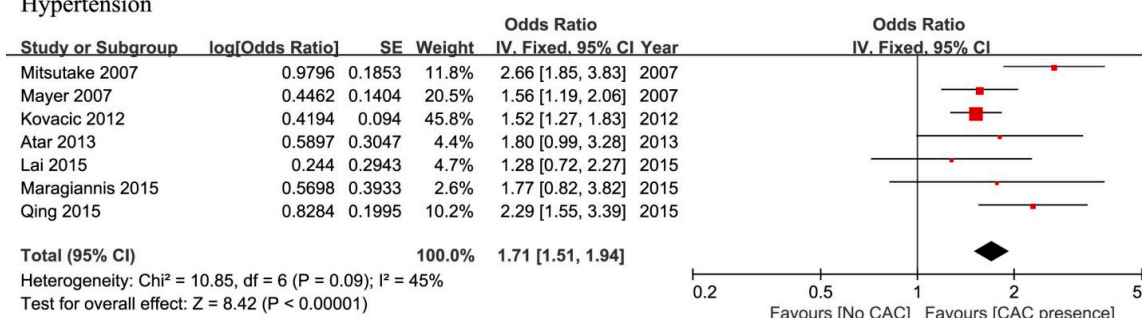 Hypertension
Odds Ratio Odds Ratio
Study or Subgroup log[Odds Ratio] SE Weight IV, Fixed, 95% CI Year IV, Fixed, 95% CI
Mitsutake 2007 0.9796 0.1853 11.8% 2.66 [1.85, 3.83] 2007
Mayer 2007 0.4462 0.1404 20.5% 1.56 [1.19, 2.06] 2007
Kovacic 2012 0.4194 0.094 45.8% 1.52 [1.27, 1.83] 2012
Atar 2013 0.5897 0.3047 4.4% 1.80 [0.99, 3.28] 2013
Lai 2015 0.244 0.2943 4.7% 1.28 [0.72, 2.27] 2015
Maragiannis 2015 0.5698 0.3933 2.6% 1.77 [0.82, 3.82] 2015
Qing 2015 0.8284 0.1995 10.2% 2.29 [1.55, 3.39] 2015
Total (95% CI) 100.0% 1.71 [1.51, 1.94]
Heterogeneity: Chi² = 10.85, df = 6 (P = 0.09); I² = 45%
Test for overall effect: Z = 8.42 (P < 0.00001)
0.2 0.5 1 2 5
Favours [No CAC] Favours [CAC presence]